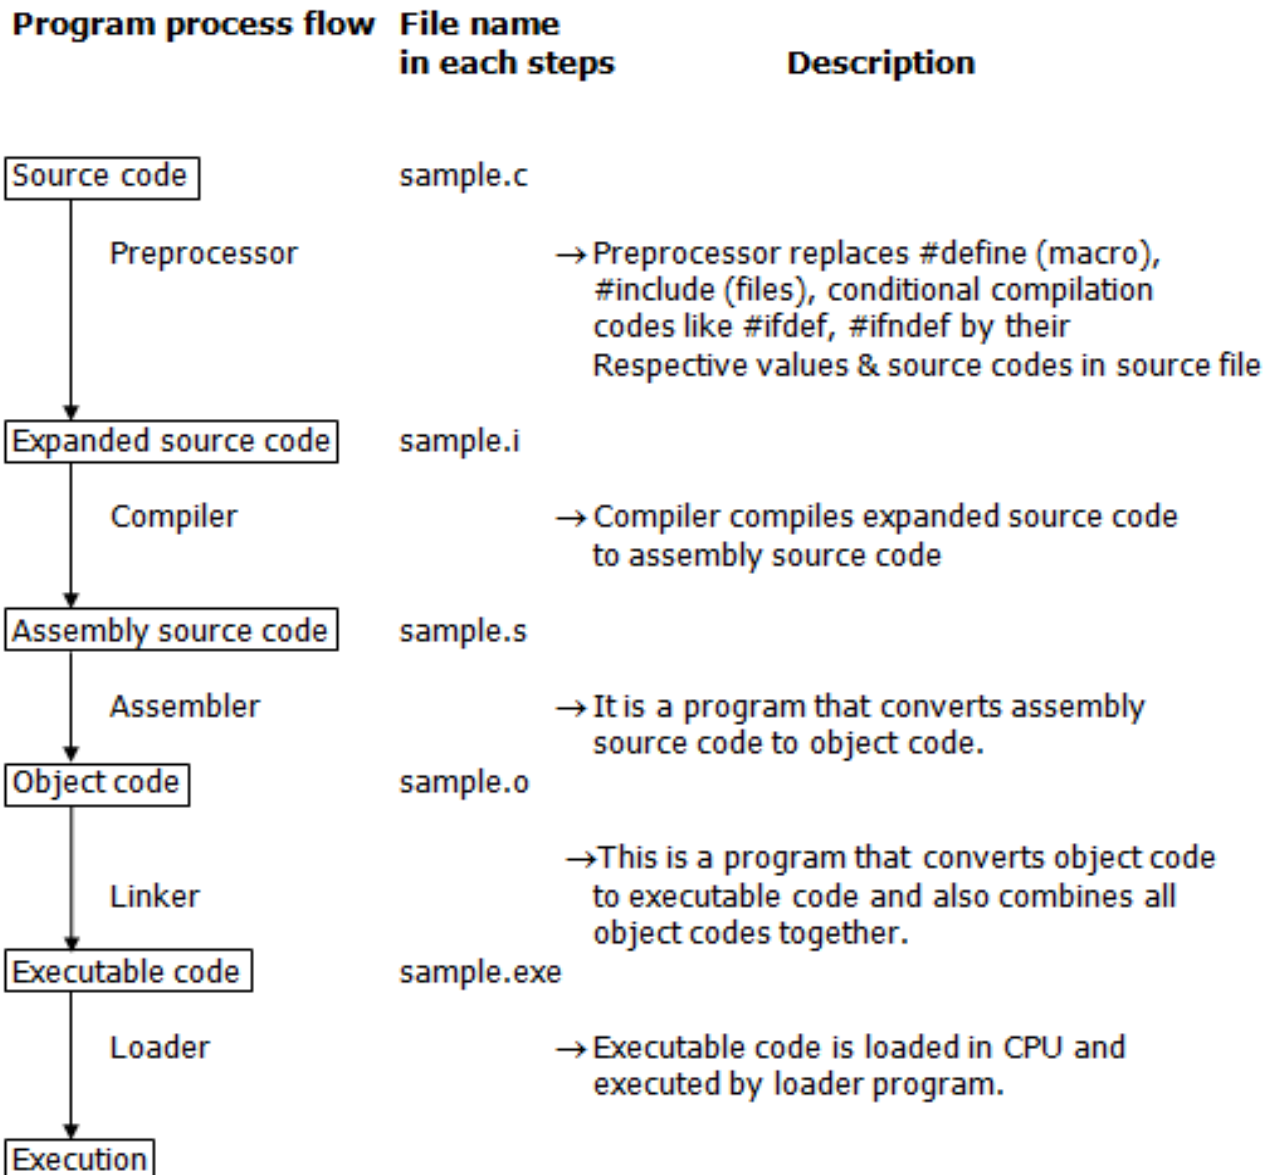 Program process flow File name
in each steps Description
Source code sample.c
Preprocessor → Preprocessor replaces #define (macro),
#include (files), conditional compilation
codes like #ifdef, #ifndef by their
Respective values & source codes in source file
Expanded source code sample.i
Compiler → Compiler compiles expanded source code
to assembly source code
Assembly source code sample.s
Assembler → It is a program that converts assembly
source code to object code.
Object code sample.o
→This is a program that converts object code
Linker to executable code and also combines all
object codes together.
Executable code sample.exe
Loader → Executable code is loaded in CPU and
executed by loader program.
Execution